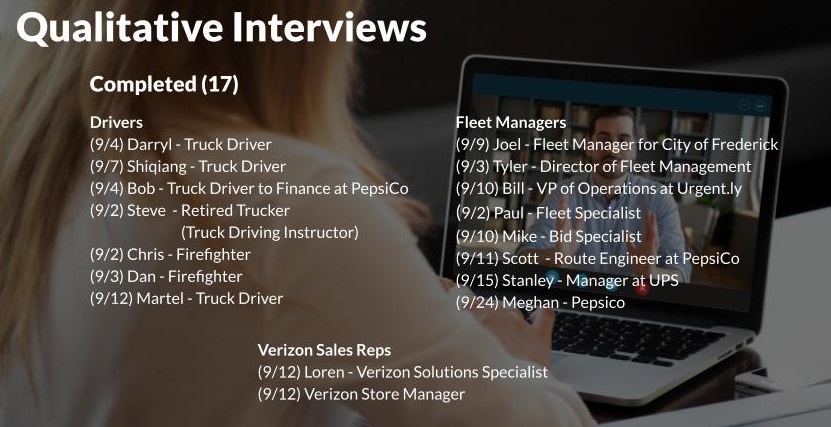 Qualitative Interviews
Completed (17)
Drivers
(9/4) Darryl - Truck Driver
(9/7) Shiqiang - Truck Driver
(9/4) Bob - Truck Driver to Finance at PepsiCo
(9/2) Steve - Retired Trucker
(Truck Driving Instructor)
(9/2) Chris - Firefighter
(9/3) Dan - Firefighter
(9/12) Martel - Truck Driver
Fleet Managers
(9/9) Joel - Fleet Manager for City of Frederick
(9/3) Tyler - Director of Fleet Management
(9/10) Bill - VP of Operations at Urgent.ly
(9/2) Paul - Fleet Specialist
(9/10) Mike - Bid Specialist
(9/11) Scott - Route Engineer at PepsiCo
(9/15) Stanley - Manager at UPS
(9/24) Meghan - Pepsico
Verizon Sales Reps
(9/12) Loren - Verizon Solutions Specialist
(9/12) Verizon Store Manager